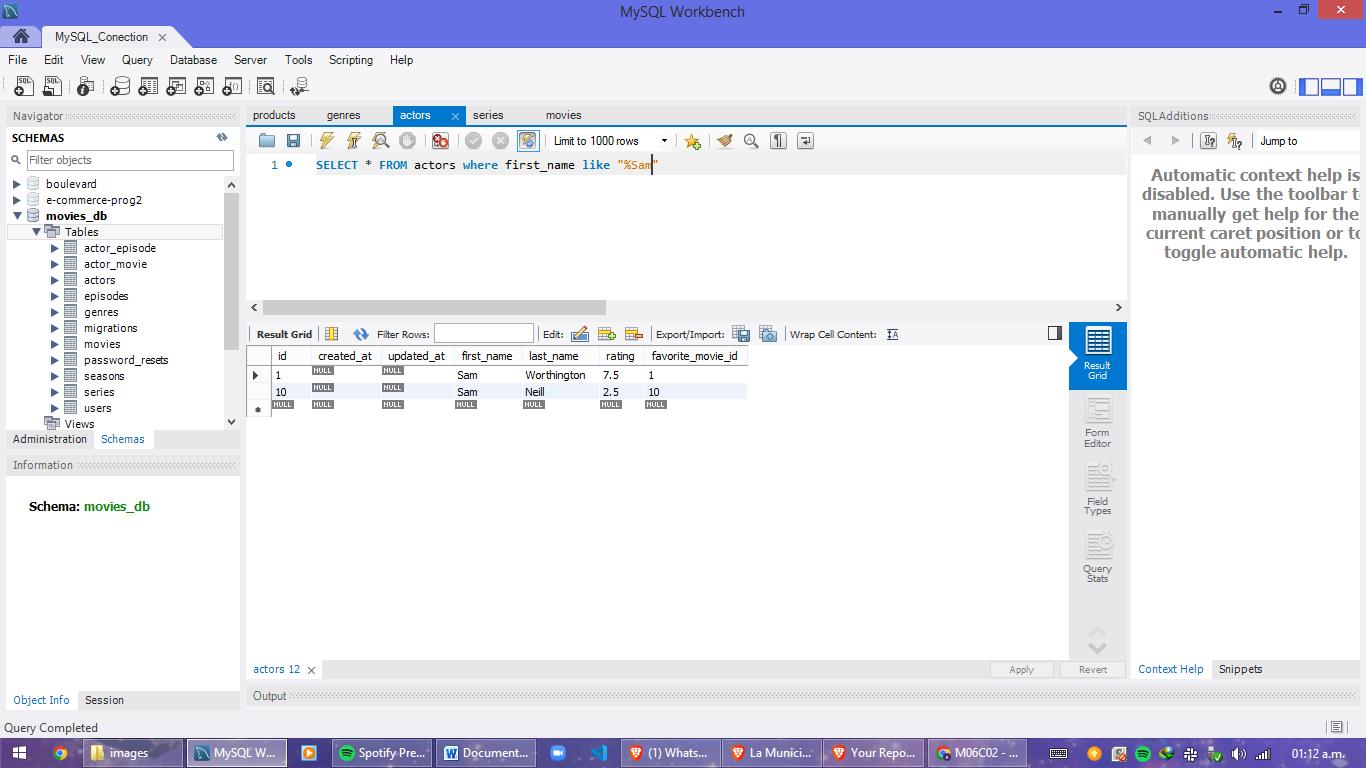 MySQL Workbench
MySQL_Conection
File Edit View Query Database Server Tools Scripting Help
Navigator
SCHEMAS
Filter objects
boulevard
e-commerce-prog2
movies_db
Tables
actor_episode
actor_movie
actors
episodes
genres
migrations
movies
password_resets
seasons
series
users
Views
Administration Schemas
Information
Schema: movies_db
Object Info Session
products genres actors series movies
Limit to 1000 rows
1 SELECT * FROM actors where first_name like "%Sam"
Result Grid Filter Rows: Edit: Export/Import: Wrap Cell Content:
id created_at updated_at first_name last_name rating favorite_movie_id
1 NULL NULL Sam Worthington 7.5 1
10 NULL NULL Sam Neill 2.5 10
NULL NULL NULL NULL NULL NULL NULL
Result
Grid
Form
Editor
Field
Types
Query
Stats
actors 12 Apply Revert
Output
SQLAdditions
Jump to
Automatic context help is
disabled. Use the toolbar t
manually get help for the
current caret position or to
toggle automatic help.
Context Help Snippets
Query Completed
images MySQL W... Spotify Pre... Document... (1) Whats... La Munici... Your Repo... M06C02 - ... 01:12 a.m.